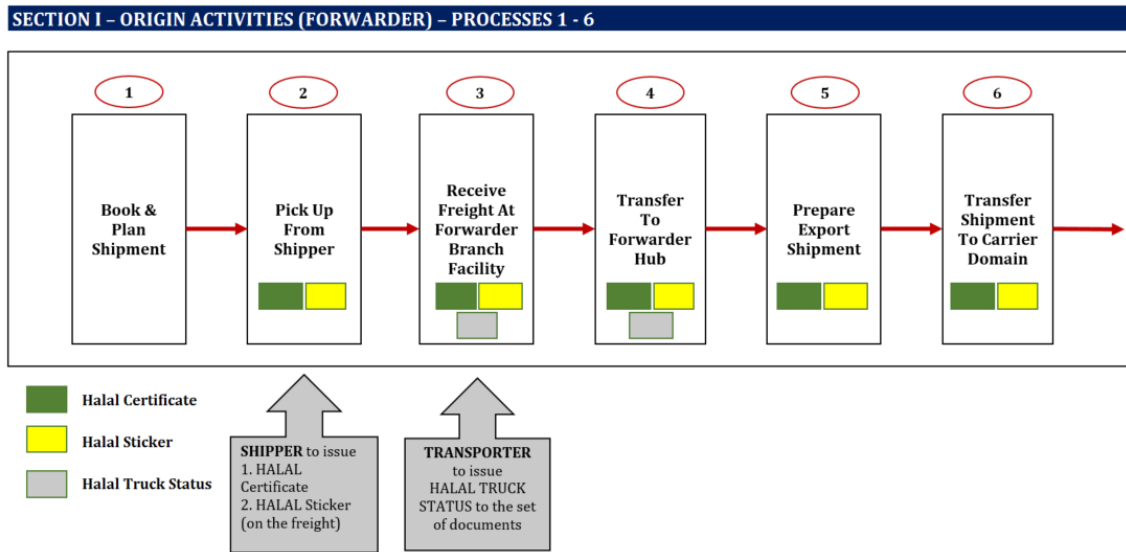 SECTION I – ORIGIN ACTIVITIES (FORWARDER) – PROCESSES 1 - 6
1
2
3
4
5
6
Book &
Plan
Shipment
Pick Up
From
Shipper
Receive
Freight At
Forwarder
Branch
Facility
Transfer
To
Forwarder
Hub
Prepare
Export
Shipment
Transfer
Shipment
To Carrier
Domain
Halal Certificate
Halal Sticker
Halal Truck Status
SHIPPER to issue
1. HALAL
Certificate
2. HALAL Sticker
(on the freight)
TRANSPORTER
to issue
HALAL TRUCK
STATUS to the set
of documents